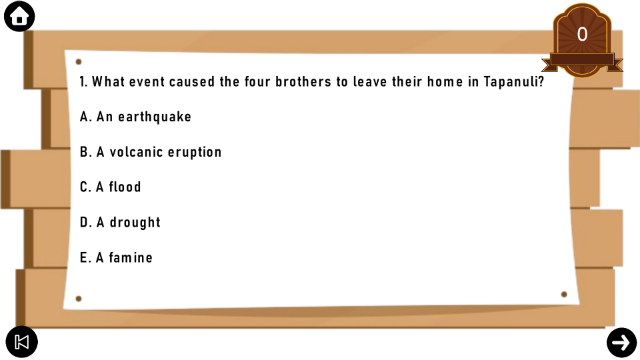 0
1. What event caused the four brothers to leave their home in Tapanuli?
A. An earthquake
B. A volcanic eruption
C. A flood
D. A drought
E. A famine